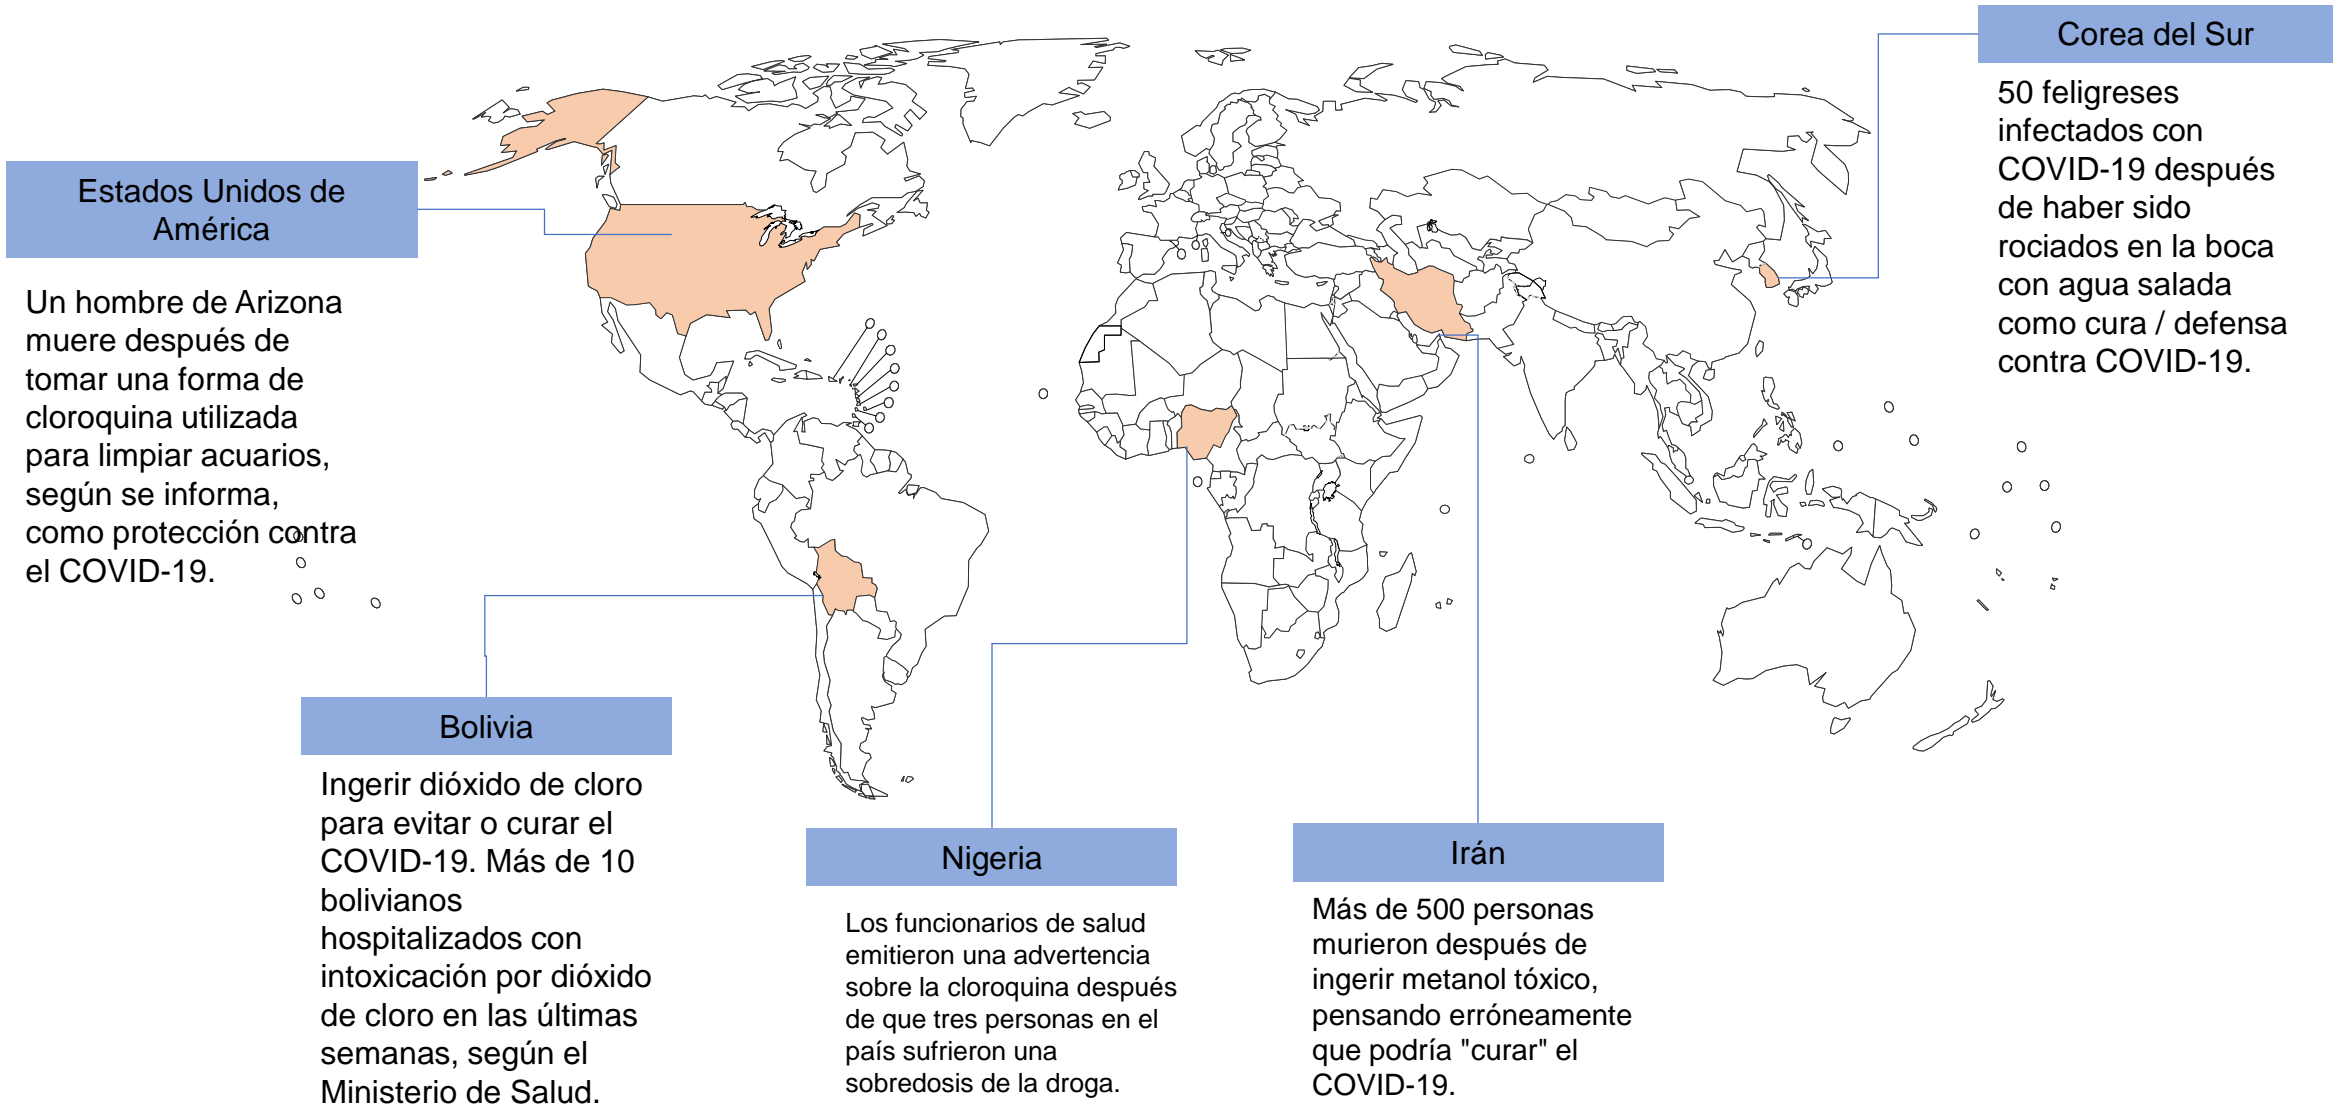 Estados Unidos de
América
Un hombre de Arizona
muere después de
tomar una forma de
cloroquina utilizada
para limpiar acuarios,
según se informa,
como protección contra
el COVID-19.
Bolivia
Ingerir dióxido de cloro
para evitar o curar el
COVID-19. Más de 10
bolivianos
hospitalizados con
intoxicación por dióxido
de cloro en las últimas
semanas, según el
Ministerio de Salud.
Nigeria
Los funcionarios de salud
emitieron una advertencia
sobre la cloroquina después
de que tres personas en el
país sufrieron una
sobredosis de la droga.
Irán
Más de 500 personas
murieron después de
ingerir metanol tóxico,
pensando erróneamente
que podría "curar" el
COVID-19.
Corea del Sur
50 feligreses
infectados con
COVID-19 después
de haber sido
rociados en la boca
con agua salada
como cura / defensa
contra COVID-19.